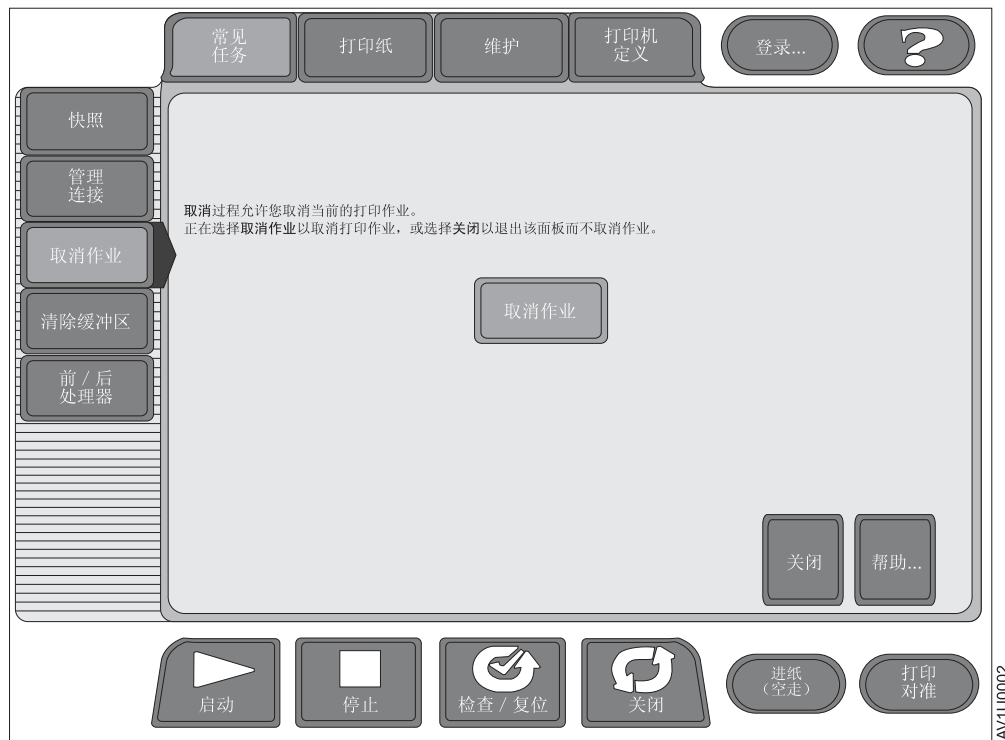 常见
任务
打印纸
维护
打印机
定义
登录...
?
快照
管理
连接
取消作业
清除缓冲区
前 / 后
处理器
取消过程允许您取消当前的打印作业。
正在选择取消作业以取消打印作业，或选择关闭以退出该面板而不取消作业。
取消作业
关闭
帮助...
启动
停止
检查 / 复位
关闭
进纸
（空走）
打印
对准
AV1U0002